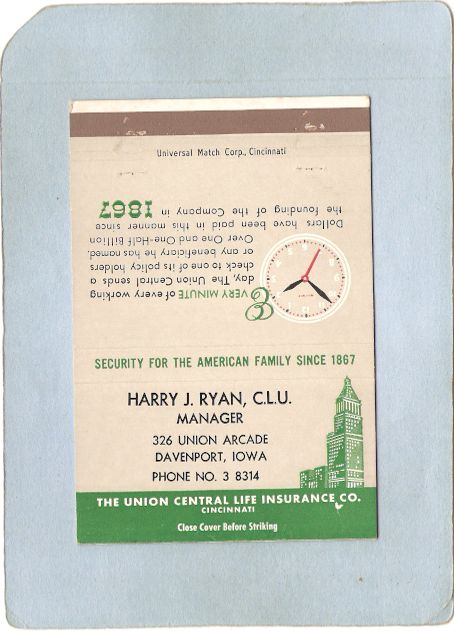 Universal Match Corp., Cincinnati
EVERY MINUTE of every working
day, The Union Central sends a
check to one of its policy holders
or any beneficiary he has named.
Over and One-Half Billion
Dollars have been paid in this manner since
the founding of the Company in 1867
SECURITY FOR THE AMERICAN FAMILY SINCE 1867
HARRY J. RYAN, C.L.U.
MANAGER
326 UNION ARCADE
DAVENPORT, IOWA
PHONE NO. 3 8314
THE UNION CENTRAL LIFE INSURANCE CO.
CINCINNATI
Close Cover Before Striking